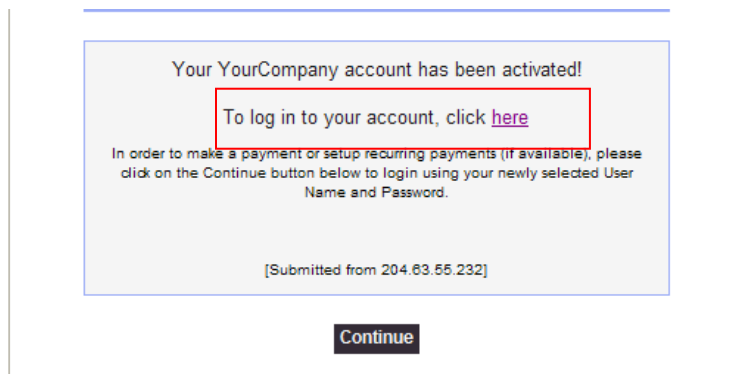 Your YourCompany account has been activated!
To log in to your account, click here
In order to make a payment or setup recurring payments (if available), please
click on the Continue button below to login using your newly selected User
Name and Password.
[Submitted from 204.63.55.232]
Continue